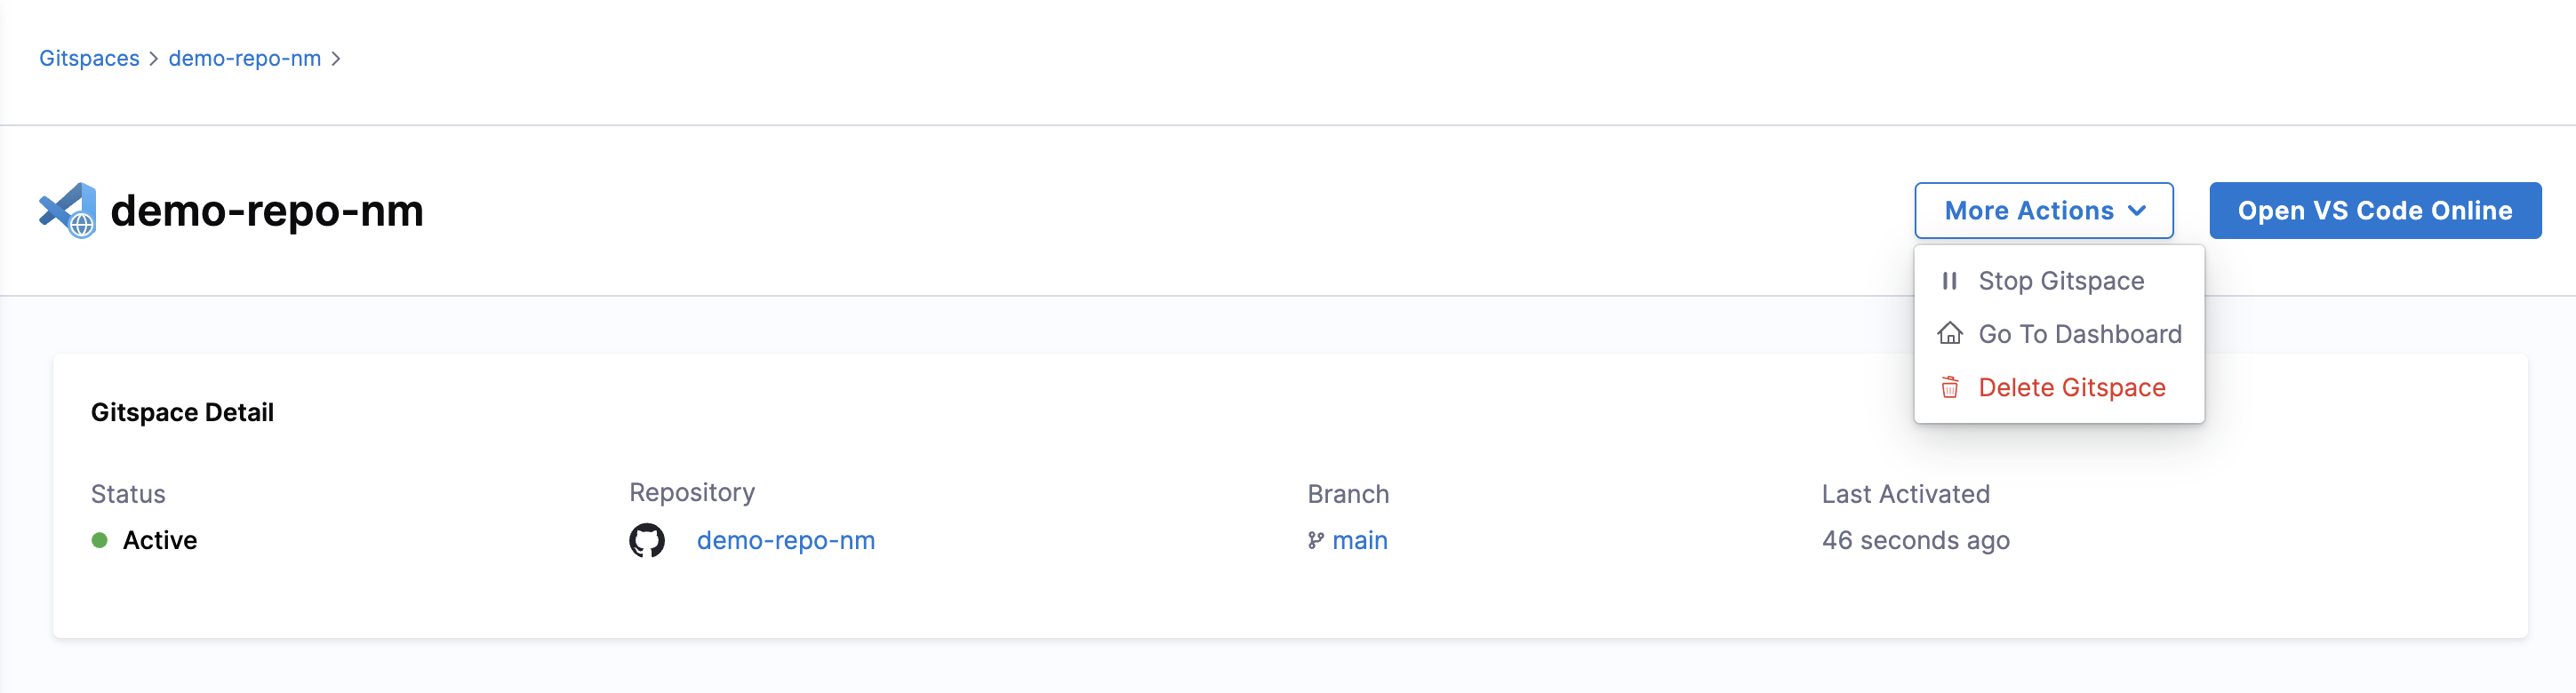 Gitspaces > demo-repo-nm >
demo-repo-nm
More Actions
Open VS Code Online
Stop Gitspace
Go To Dashboard
Delete Gitspace
Gitspace Detail
Status
Repository
Branch
Last Activated
Active
demo-repo-nm
main
46 seconds ago